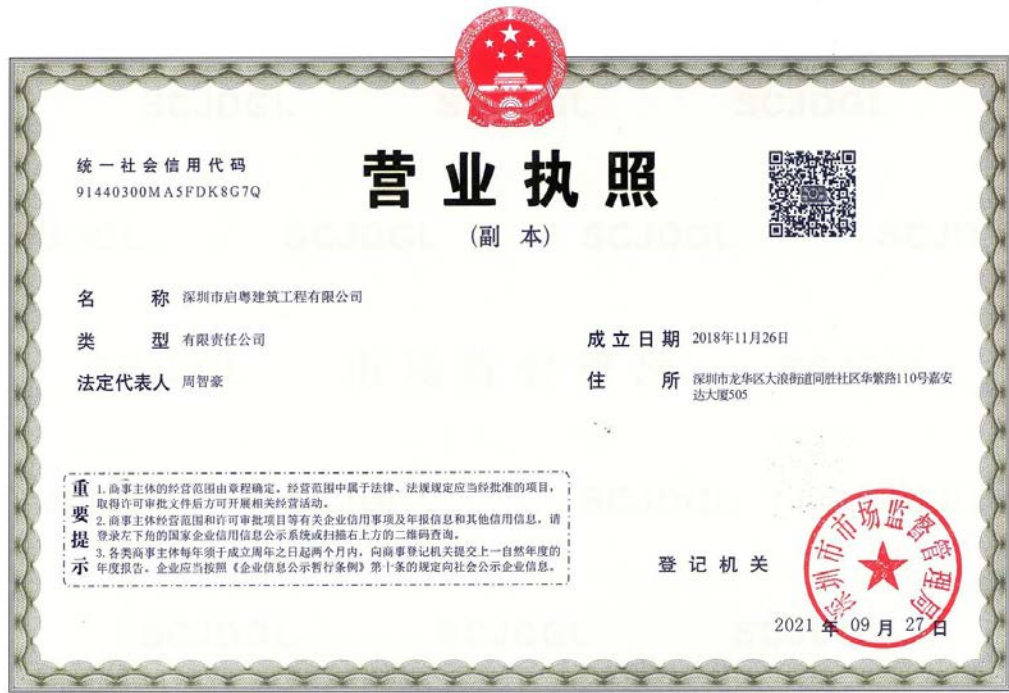 统一社会信用代码
91440300MA5FDK8G7Q
营业执照
(副 本)
名 称 深圳市启粤建筑工程有限公司
类 型 有限责任公司
法定代表人 周智豪
成立日期 2018年11月26日
住 所 深圳市龙华区大浪街道同胜社区华繁路110号嘉安
达大厦505
重要提示
1. 商事主体的经营范围由章程确定。经营范围中属于法律、法规规定应当经批准的项目，
取得许可审批文件后方可开展相关经营活动。
2. 商事主体经营范围和许可审批项目等有关企业信用事项及年报信息和其他信用信息，请
登录左下角的国家企业信用信息公示系统或扫描右上方的二维码查询。
3. 各类商事主体每年须于成立周年之日起两个月内，向商事登记机关提交上一自然年度的
年度报告。企业应当按照《企业信息公示暂行条例》第十条的规定向社会公示企业信息。
登记机关
深圳市市场监督管理局
2021 年 09 月 27 日
SCJDGL
SCJDGL
SCJDGL